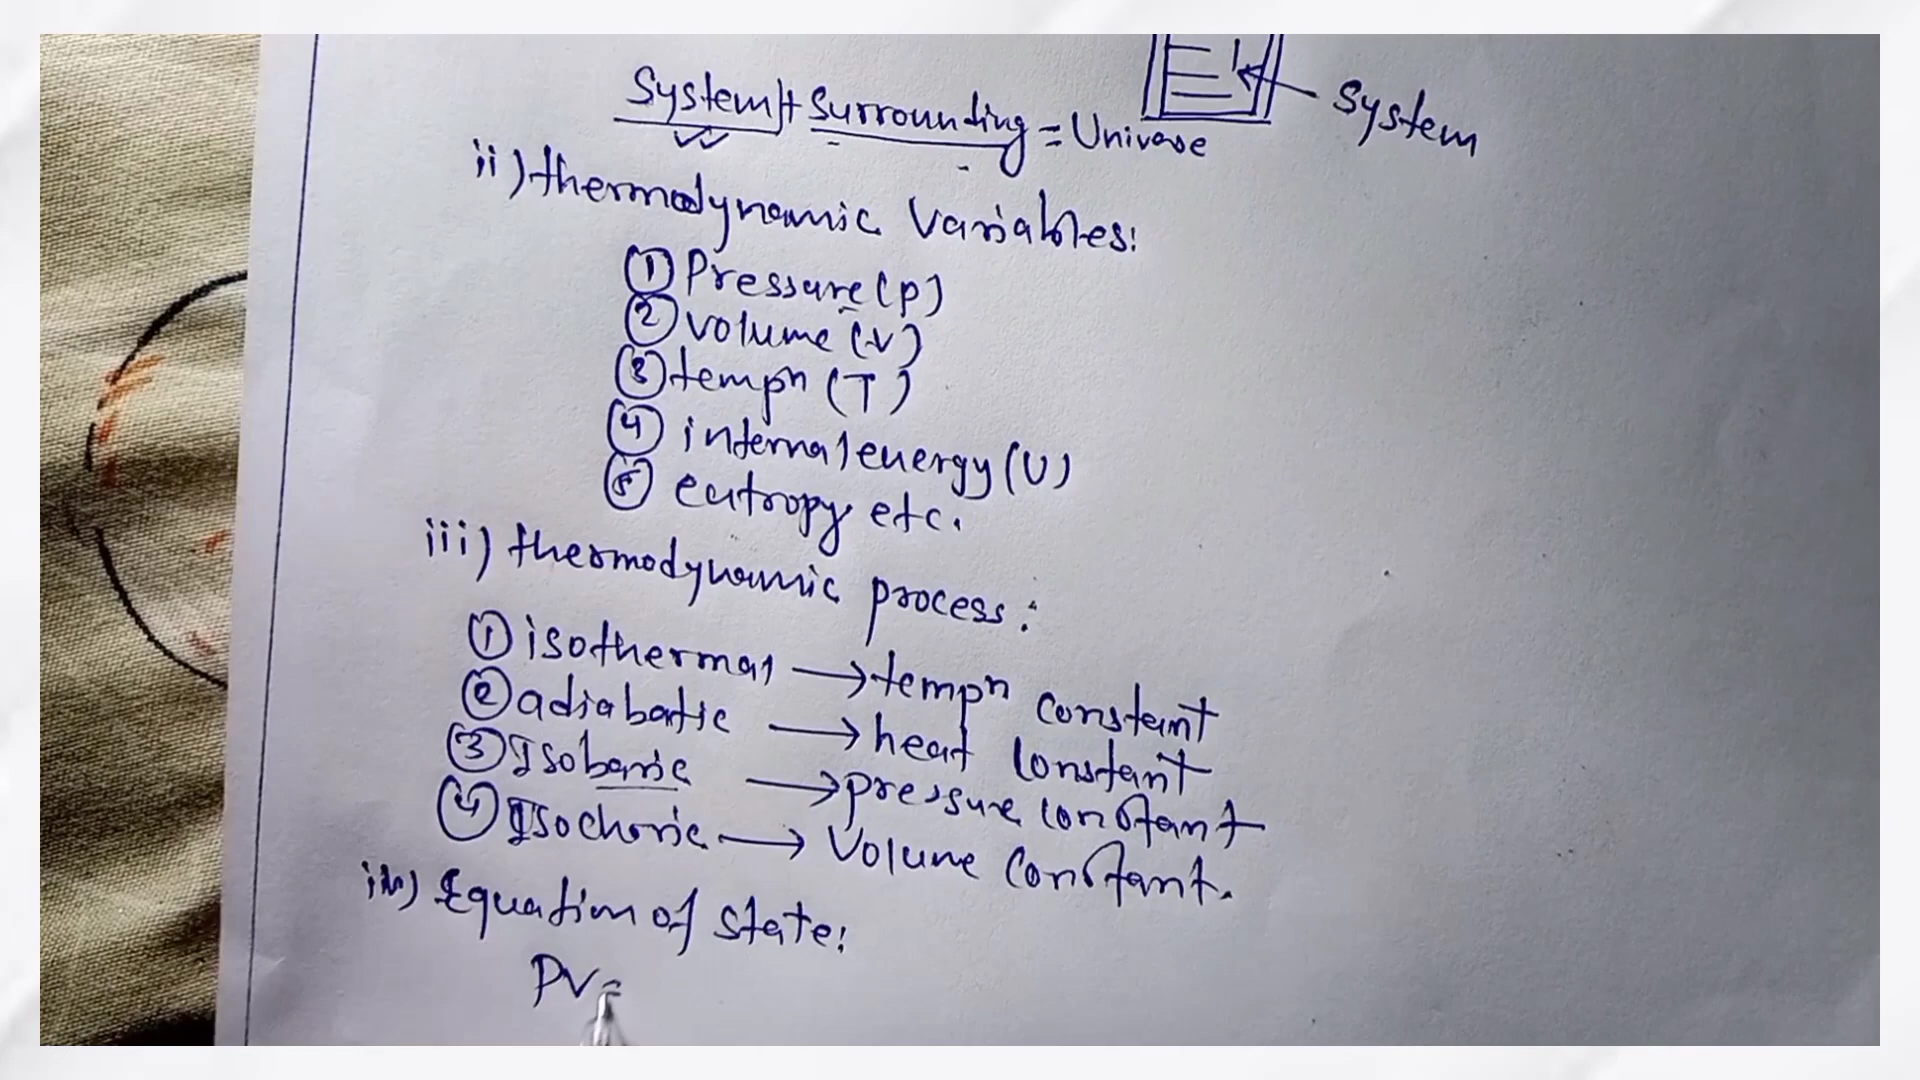 System + Surrounding = Universe
System
ii) thermodynamic Variables:
① Pressure (P)
② volume (V)
③ tempn (T)
④ internal energy (U)
⑤ entropy etc.
iii) thermodynamic process:
① isothermal → tempn constant
② adiabatic → heat constant
③ Isobaric → pressure constant
④ Isochoric → Volume constant.
iv) Equation of state:
PV=